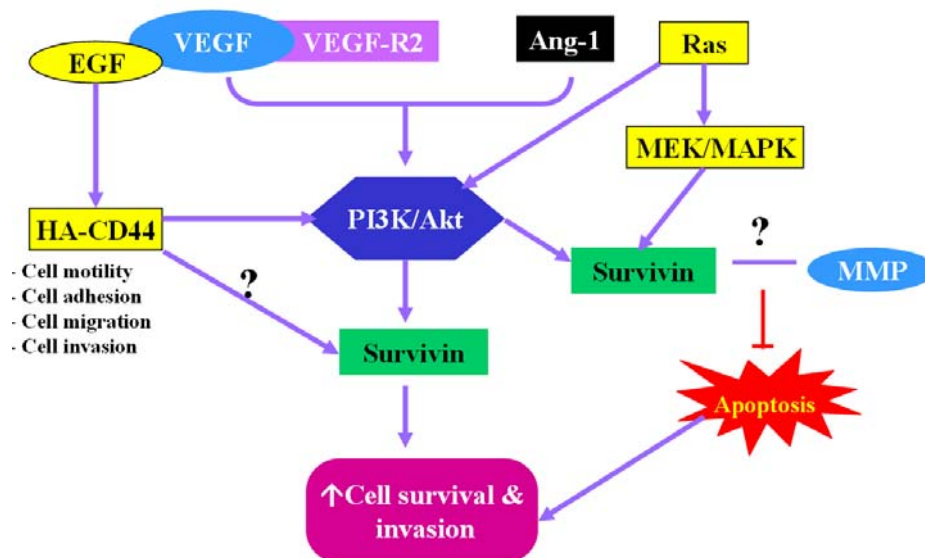 VEGF
VEGF-R2
Ang-1
Ras
EGF
MEK/MAPK
HA-CD44
PI3K/Akt
- Cell motility
- Cell adhesion
- Cell migration
- Cell invasion
?
Survivin
?
MMP
Survivin
Apoptosis
↑Cell survival &
invasion